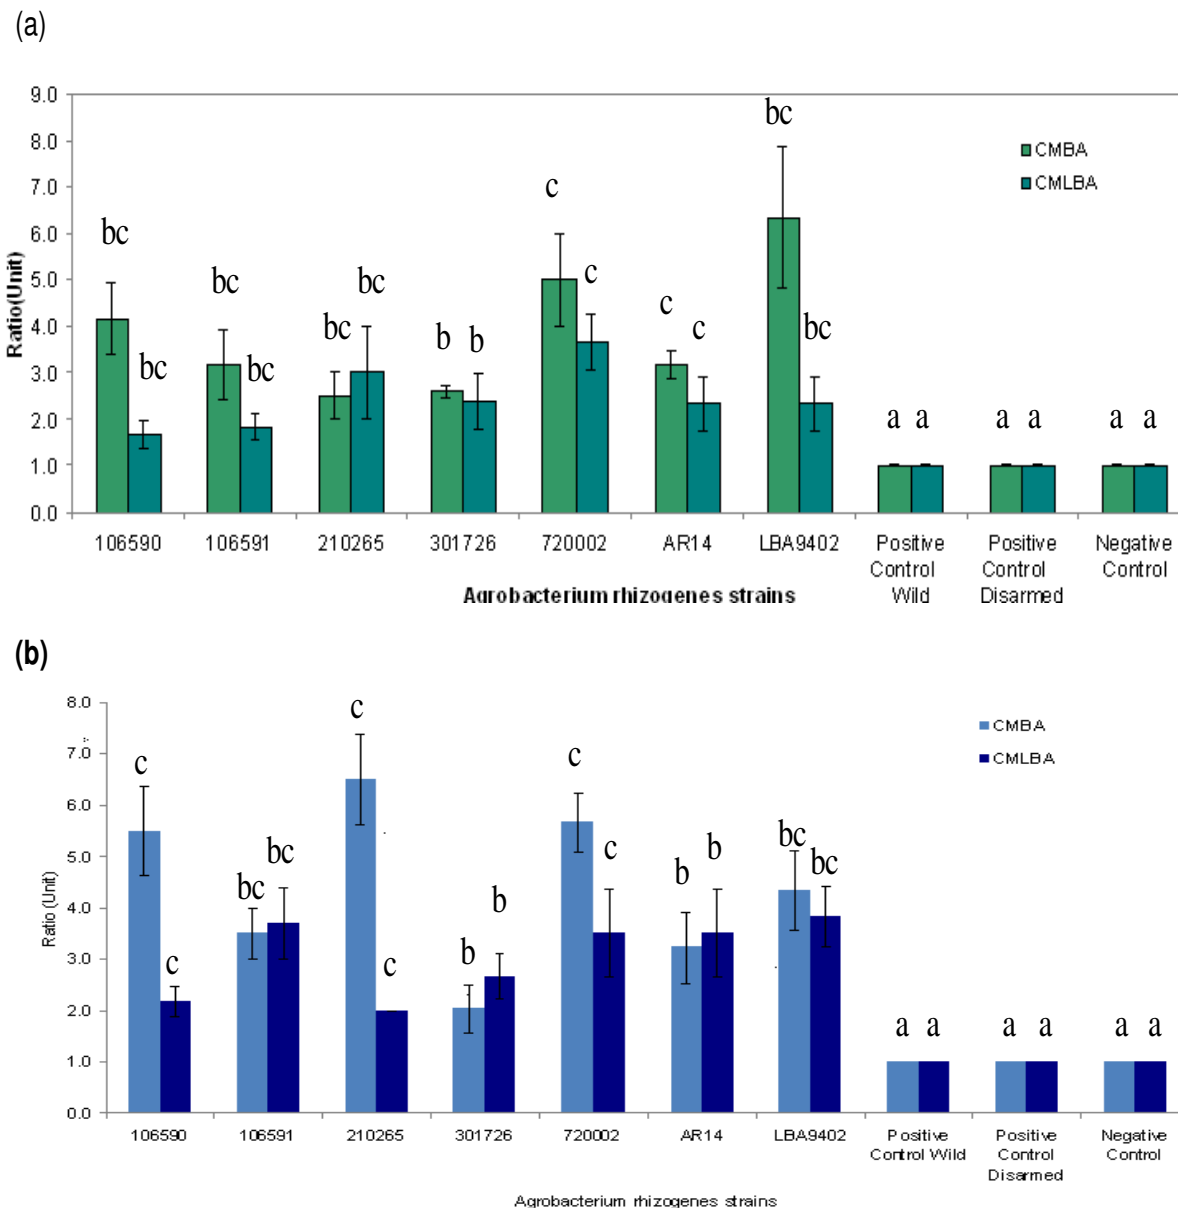 (a)
9.0
8.0
7.0
6.0
5.0
4.0
3.0
2.0
1.0
0.0
Ratio(Unit)
CMBA
CMLBA
bc bc bc bc bc bc b b c c c c bc bc a a a a a a
106590 106591 210265 301726 720002 AR14 LBA9402 Positive Control Wild Positive Control Disarmed Negative Control
Agrobacterium rhizogenes strains
(b)
8.0
7.0
6.0
5.0
4.0
3.0
2.0
1.0
0.0
Ratio (Unit)
CMBA
CMLBA
c c bc bc c c b b c c b b bc bc a a a a a a
106590 106591 210265 301726 720002 AR14 LBA9402 Positive Control Wild Positive Control Disarmed Negative Control
Agrobacterium rhizogenes strains